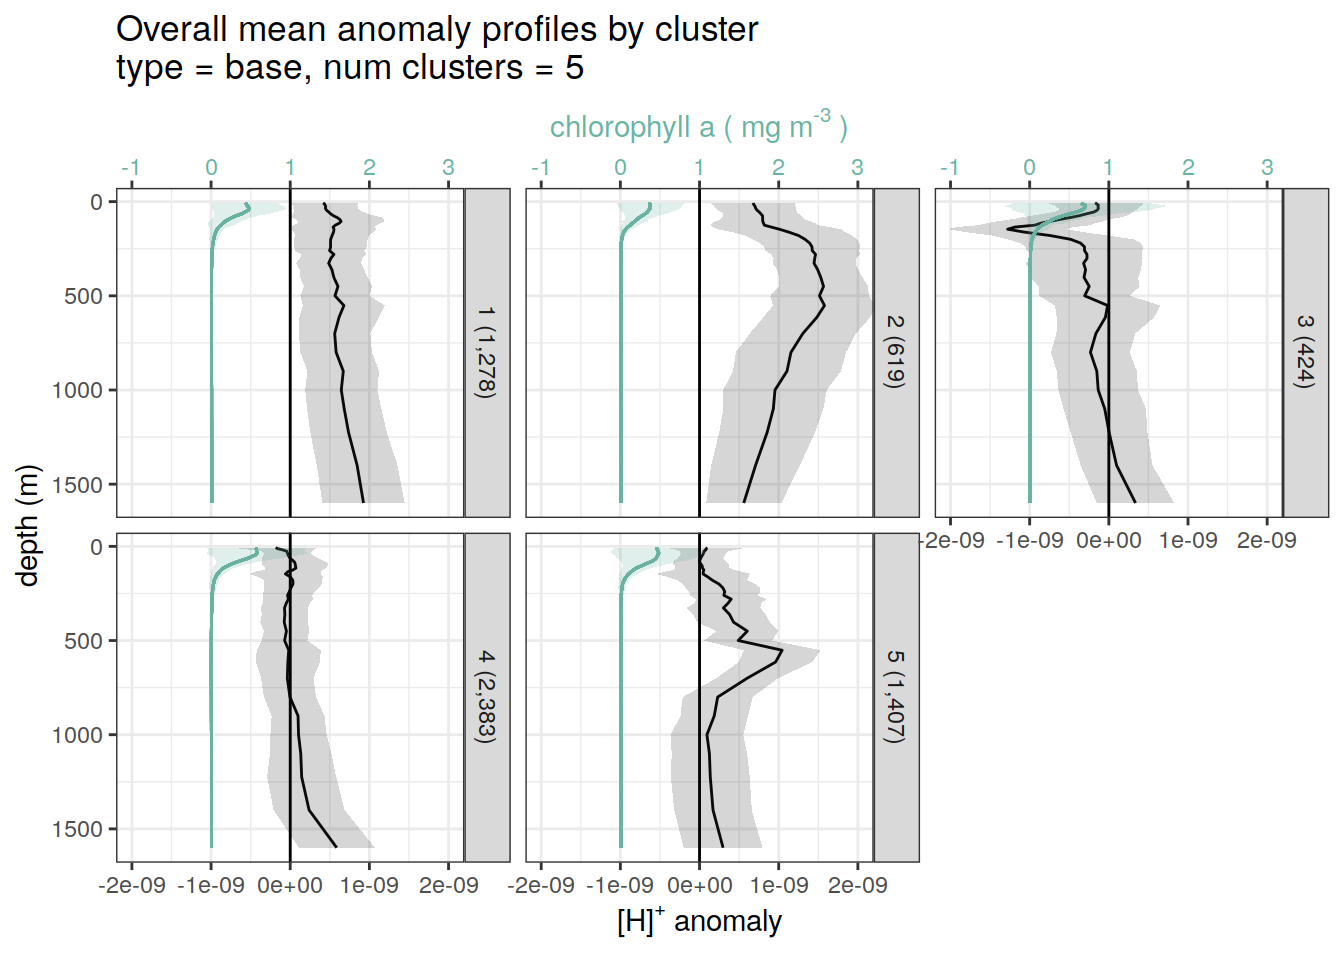 Overall mean anomaly profiles by cluster
type = base, num clusters = 5
chlorophyll a ( mg m⁻³ )
-1 0 1 2 3
-1 0 1 2 3
-1 0 1 2 3
0
500
1000
1500
1 (1,278)
2 (619)
3 (424)
-2e-09 -1e-09 0e+00 1e-09 2e-09
depth (m)
0
500
1000
1500
4 (2,383)
5 (1,407)
-2e-09 -1e-09 0e+00 1e-09 2e-09
-2e-09 -1e-09 0e+00 1e-09 2e-09
[H]⁺ anomaly